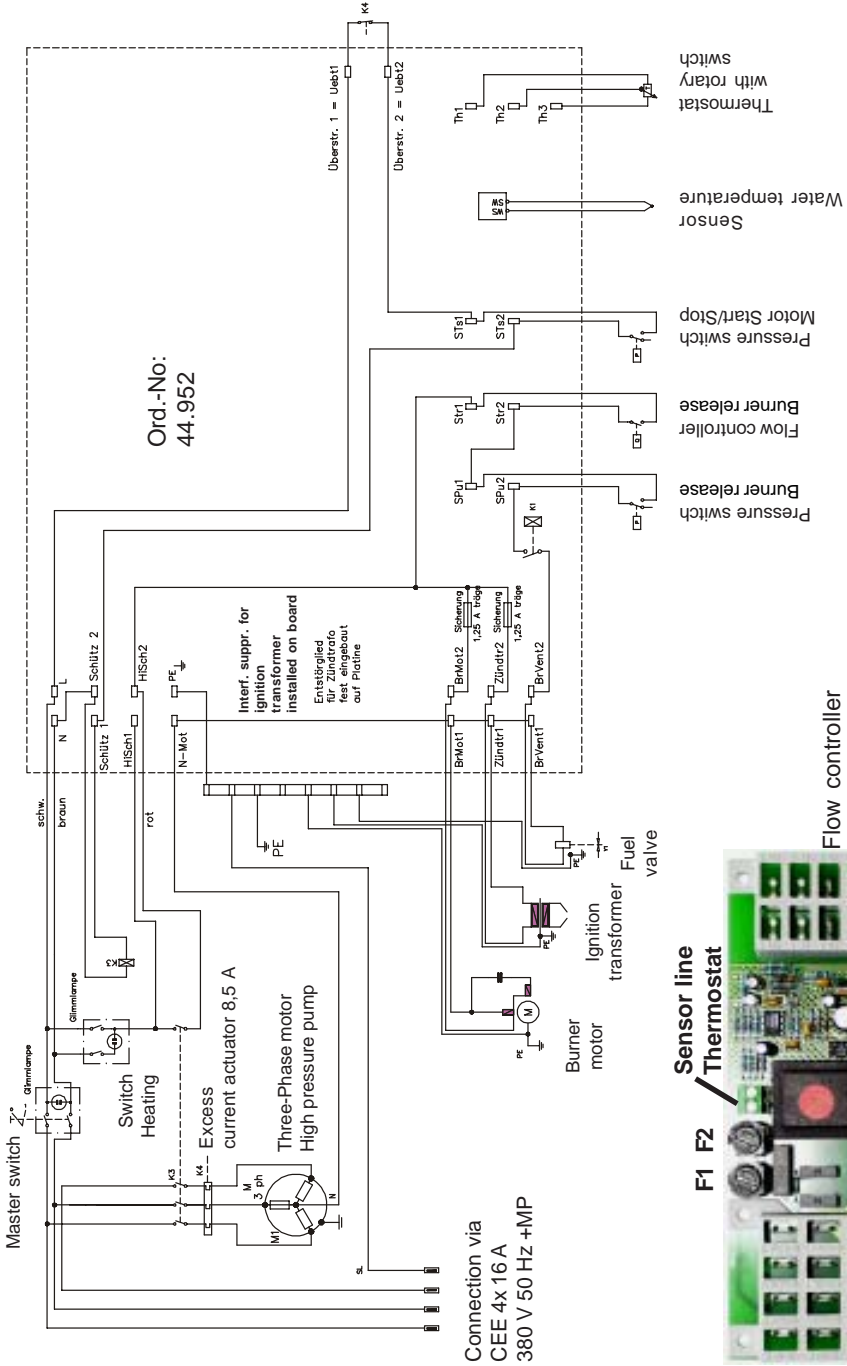 Master switch
Glimmlampe
Glimmlampe
schw.
braun
rot
Switch
Heating
K3
K3
K4
Excess
current actuator 8,5 A
Three-Phase motor
High pressure pump
M
3 ph
M1
N
SL
Connection via
CEE 4x 16 A
380 V 50 Hz +MP
L
N
Schütz 2
Schütz 1
HiSch2
HiSch1
PE
N-Mot
PE
Interf. suppr. for
ignition
transformer
installed on board
Entstörglied
für Zündtrafo
fest eingebaut
auf Platine
Ord.-No:
44.952
Überstr. 1 = Uebt1
Überstr. 2 = Uebt2
K4
BrMot2
BrMot1
Sicherung
1,25 A träge
Zündtr2
Zündtr1
Sicherung
1,25 A träge
BrVent2
BrVent1
K1
SPu1
SPu2
Str1
Str2
STs1
STs2
WS
SW
Th1
Th2
Th3
P
Q
P
Pressure switch
Burner release
Flow controller
Burner release
Pressure switch
Motor Start/Stop
Sensor
Water temperature
Thermostat
with rotary
switch
M
PE
Burner
motor
PE
Ignition
transformer
PE
Y1
Fuel
valve
F1 F2
Sensor line
Thermostat
Flow controller